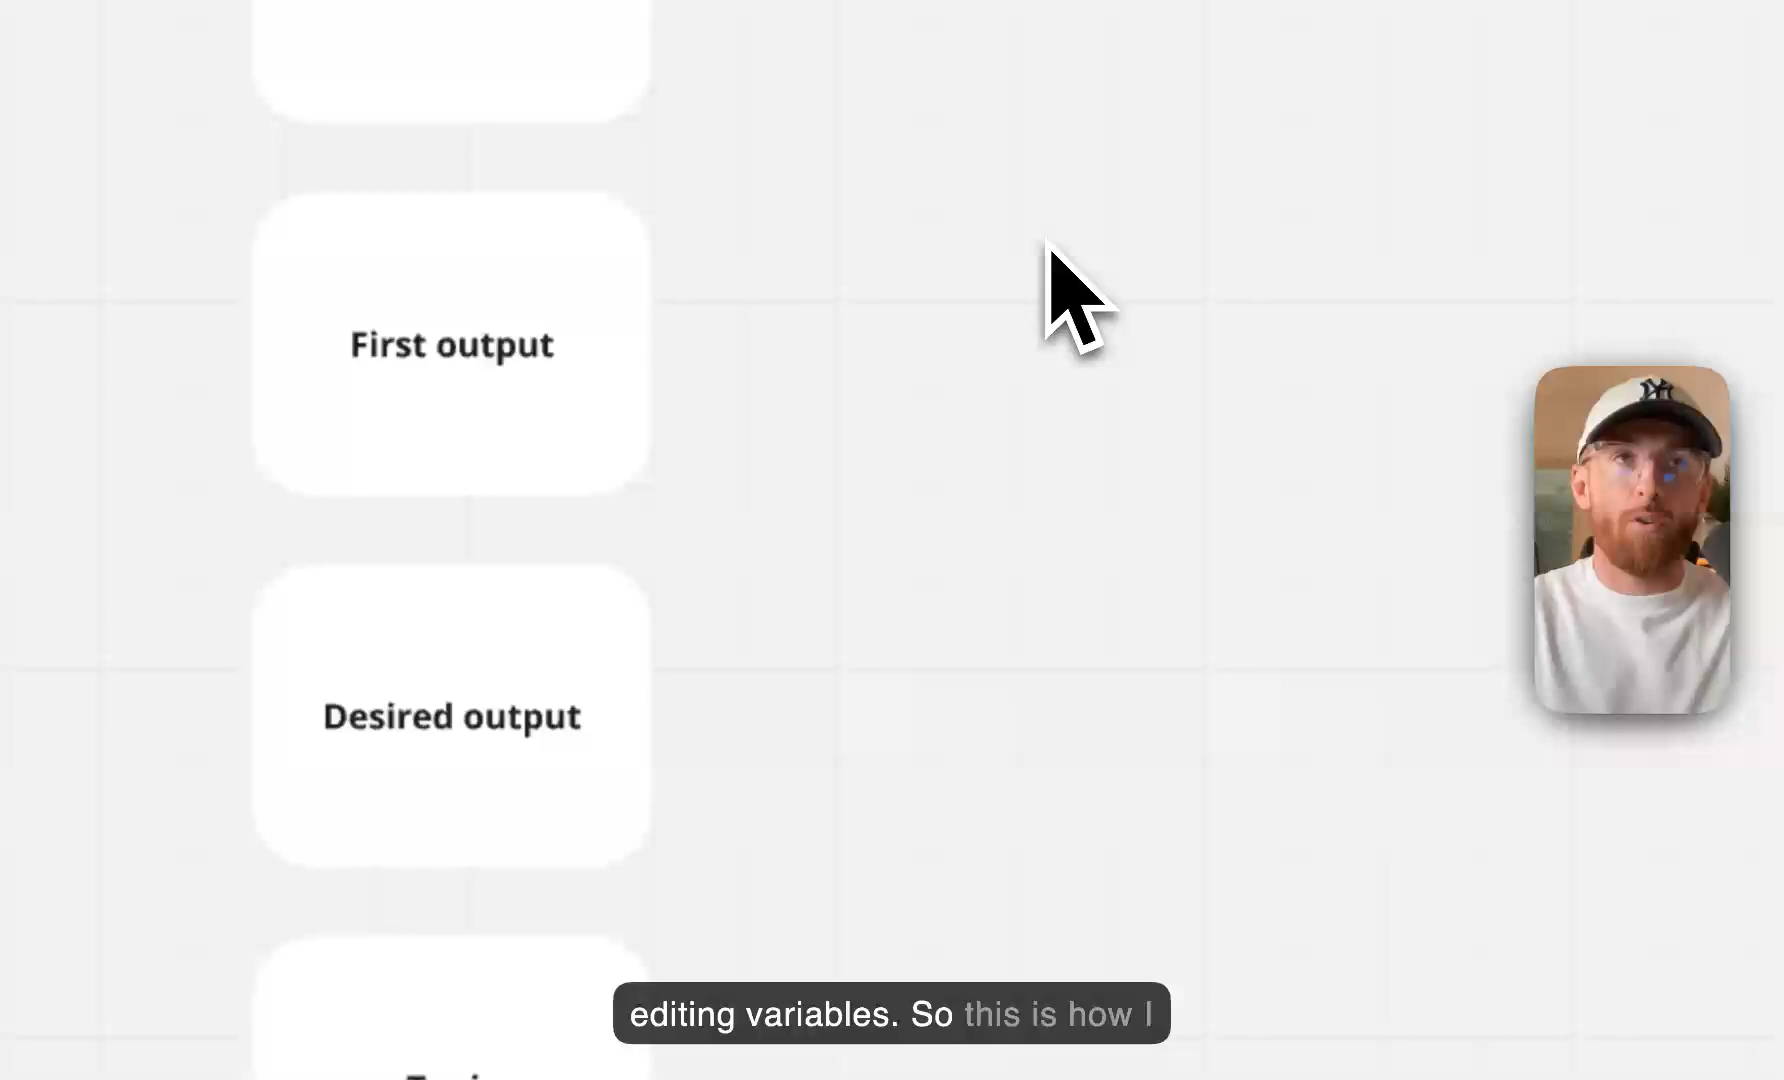 First output
Desired output
editing variables. So this is how I